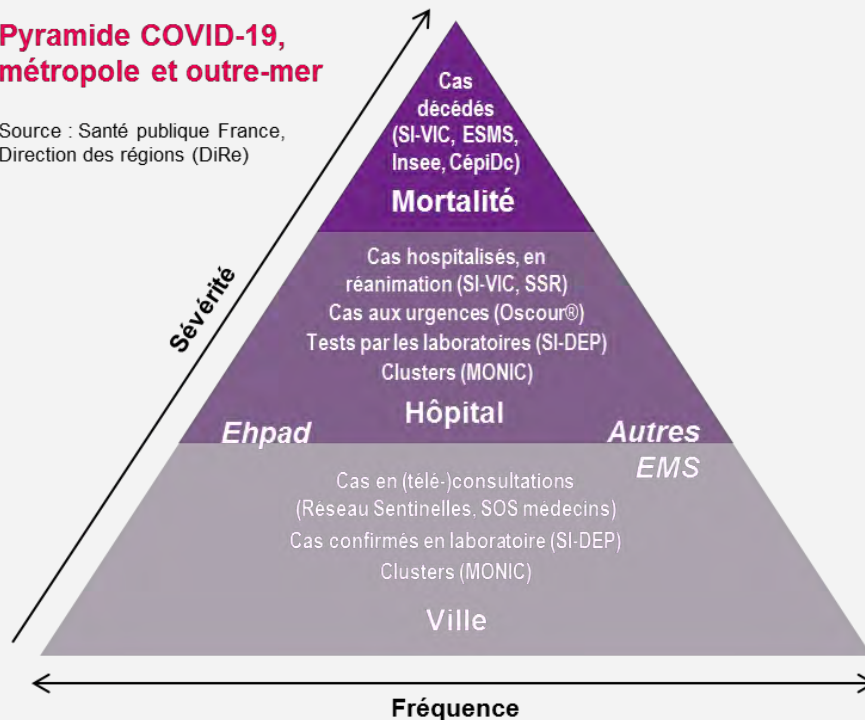 Pyramide COVID-19,
métropole et outre-mer
Source : Santé publique France,
Direction des régions (DiRe)
Sévérité
Cas
décédés
(SI-VIC, ESMS,
Insee, CépiDc)
Mortalité
Cas hospitalisés, en
réanimation (SI-VIC, SSR)
Cas aux urgences (Oscour®)
Tests par les laboratoires (SI-DEP)
Clusters (MONIC)
Hôpital
Ehpad
Autres
EMS
Cas en (télé-)consultations
(Réseau Sentinelles, SOS médecins)
Cas confirmés en laboratoire (SI-DEP)
Clusters (MONIC)
Ville
Fréquence